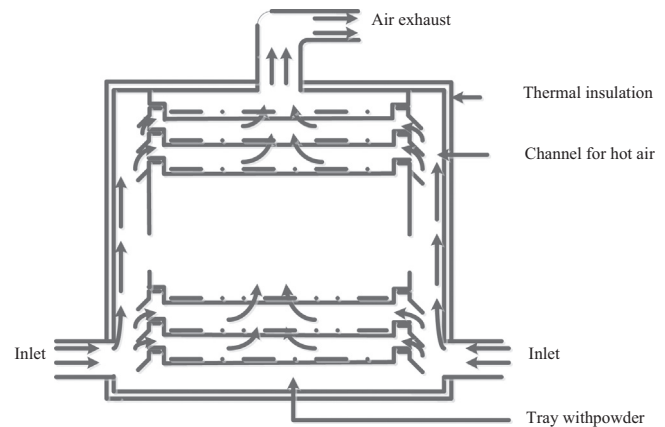 Air exhaust
Thermal insulation
Channel for hot air
Inlet
Inlet
Tray withpowder